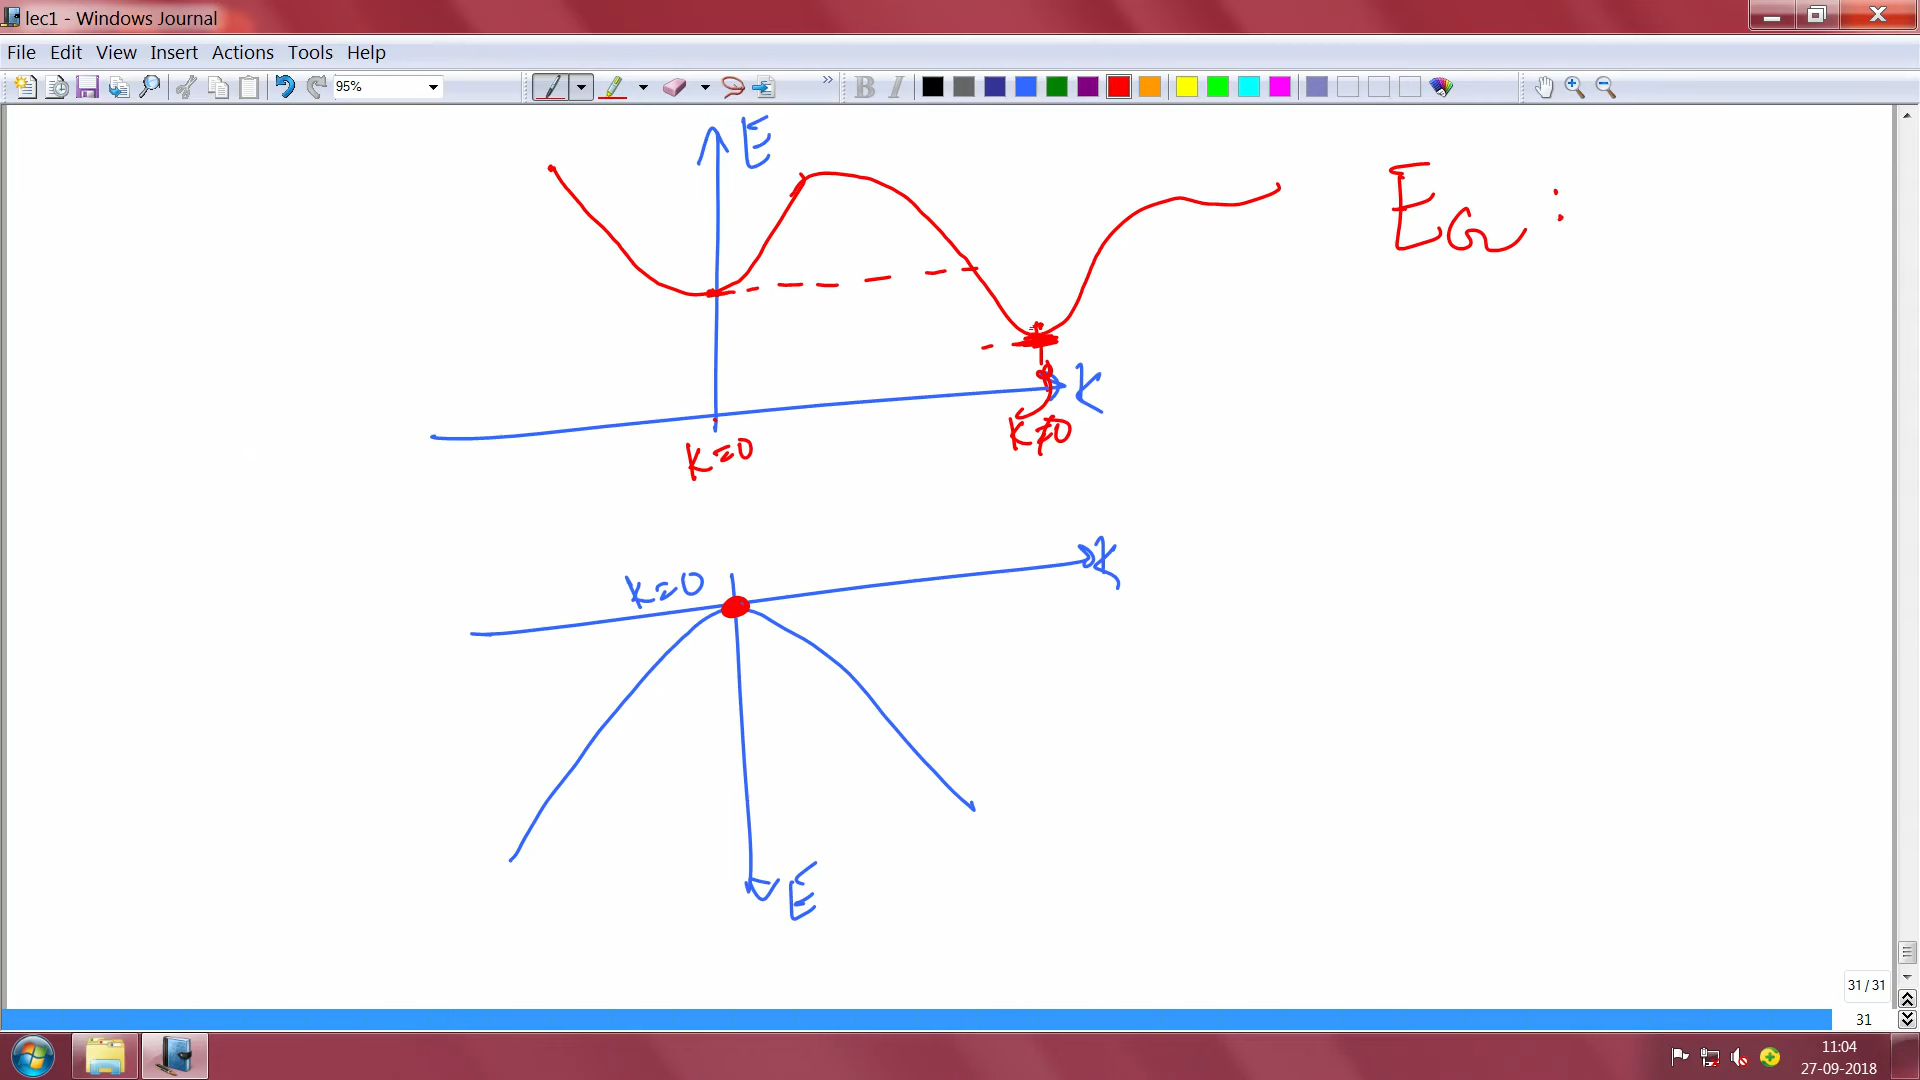 lec1 - Windows Journal
File Edit View Insert Actions Tools Help
95%
B I
E
E_G :
k
k=0
k≠0
k=0
k
E
31 / 31
31
11:04
27-09-2018